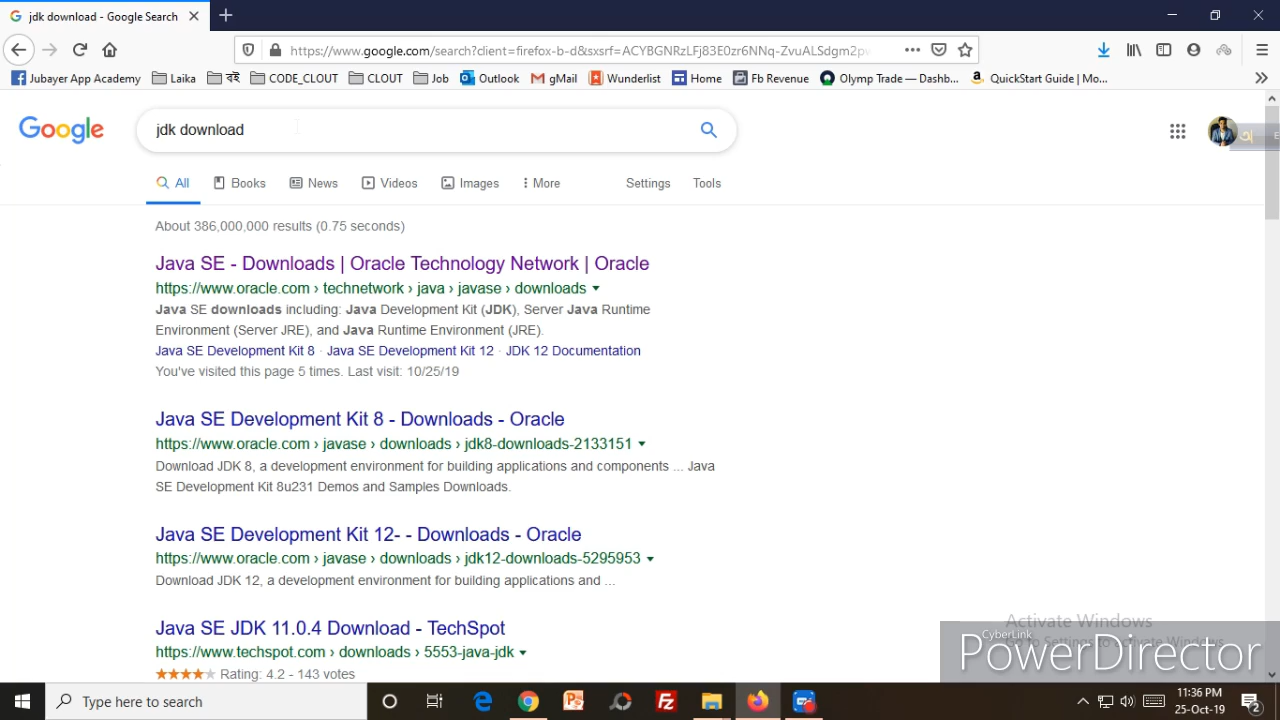 jdk download - Google Search
https://www.google.com/search?client=firefox-b-d&sxsrf=ACYBGNRzLFj83E0zr6NNq-ZvuALSdgm2pv
Jubayer App Academy Laika বই CODE_CLOUT CLOUT Job Outlook gMail Wunderlist Home Fb Revenue Olymp Trade — Dashb... QuickStart Guide | Mo...
Google
jdk download
অ E
All Books News Videos Images More Settings Tools
About 386,000,000 results (0.75 seconds)
Java SE - Downloads | Oracle Technology Network | Oracle
https://www.oracle.com › technetwork › java › javase › downloads
Java SE downloads including: Java Development Kit (JDK), Server Java Runtime
Environment (Server JRE), and Java Runtime Environment (JRE).
Java SE Development Kit 8 · Java SE Development Kit 12 · JDK 12 Documentation
You've visited this page 5 times. Last visit: 10/25/19
Java SE Development Kit 8 - Downloads - Oracle
https://www.oracle.com › javase › downloads › jdk8-downloads-2133151
Download JDK 8, a development environment for building applications and components ... Java
SE Development Kit 8u231 Demos and Samples Downloads.
Java SE Development Kit 12- - Downloads - Oracle
https://www.oracle.com › javase › downloads › jdk12-downloads-5295953
Download JDK 12, a development environment for building applications and ...
Java SE JDK 11.0.4 Download - TechSpot
https://www.techspot.com › downloads › 5553-java-jdk
Rating: 4.2 - 143 votes
Activate Windows
Go to Settings to activate Windows.
CyberLink
PowerDirector
Type here to search
11:36 PM
25-Oct-19
2